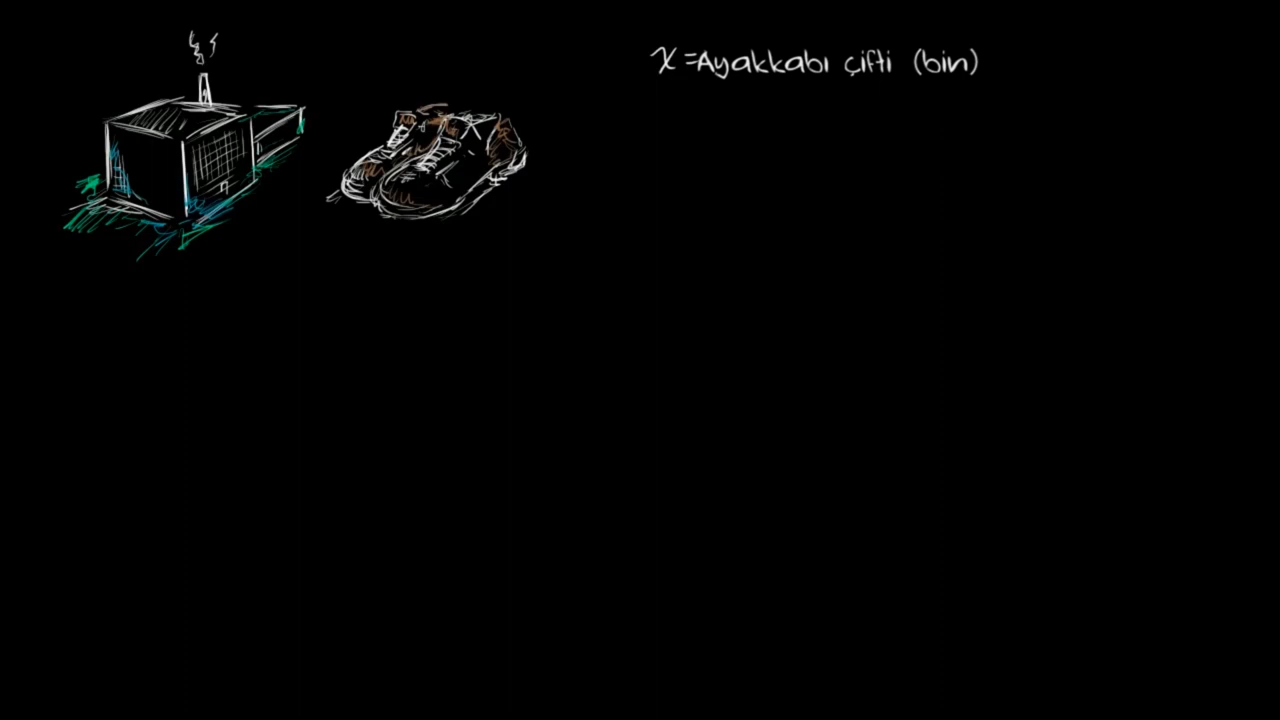 x = Ayakkabı çifti (bin)